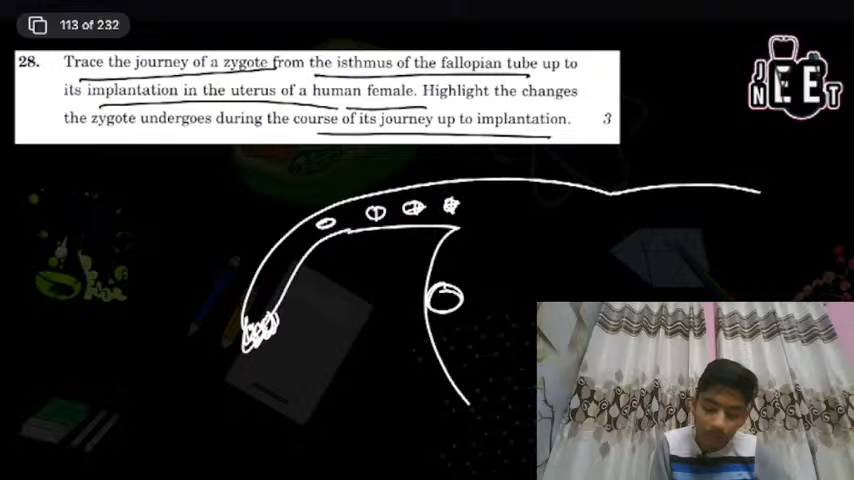 113 of 232
28. Trace the journey of a zygote from the isthmus of the fallopian tube up to
its implantation in the uterus of a human female. Highlight the changes
the zygote undergoes during the course of its journey up to implantation. 3
J
NEET